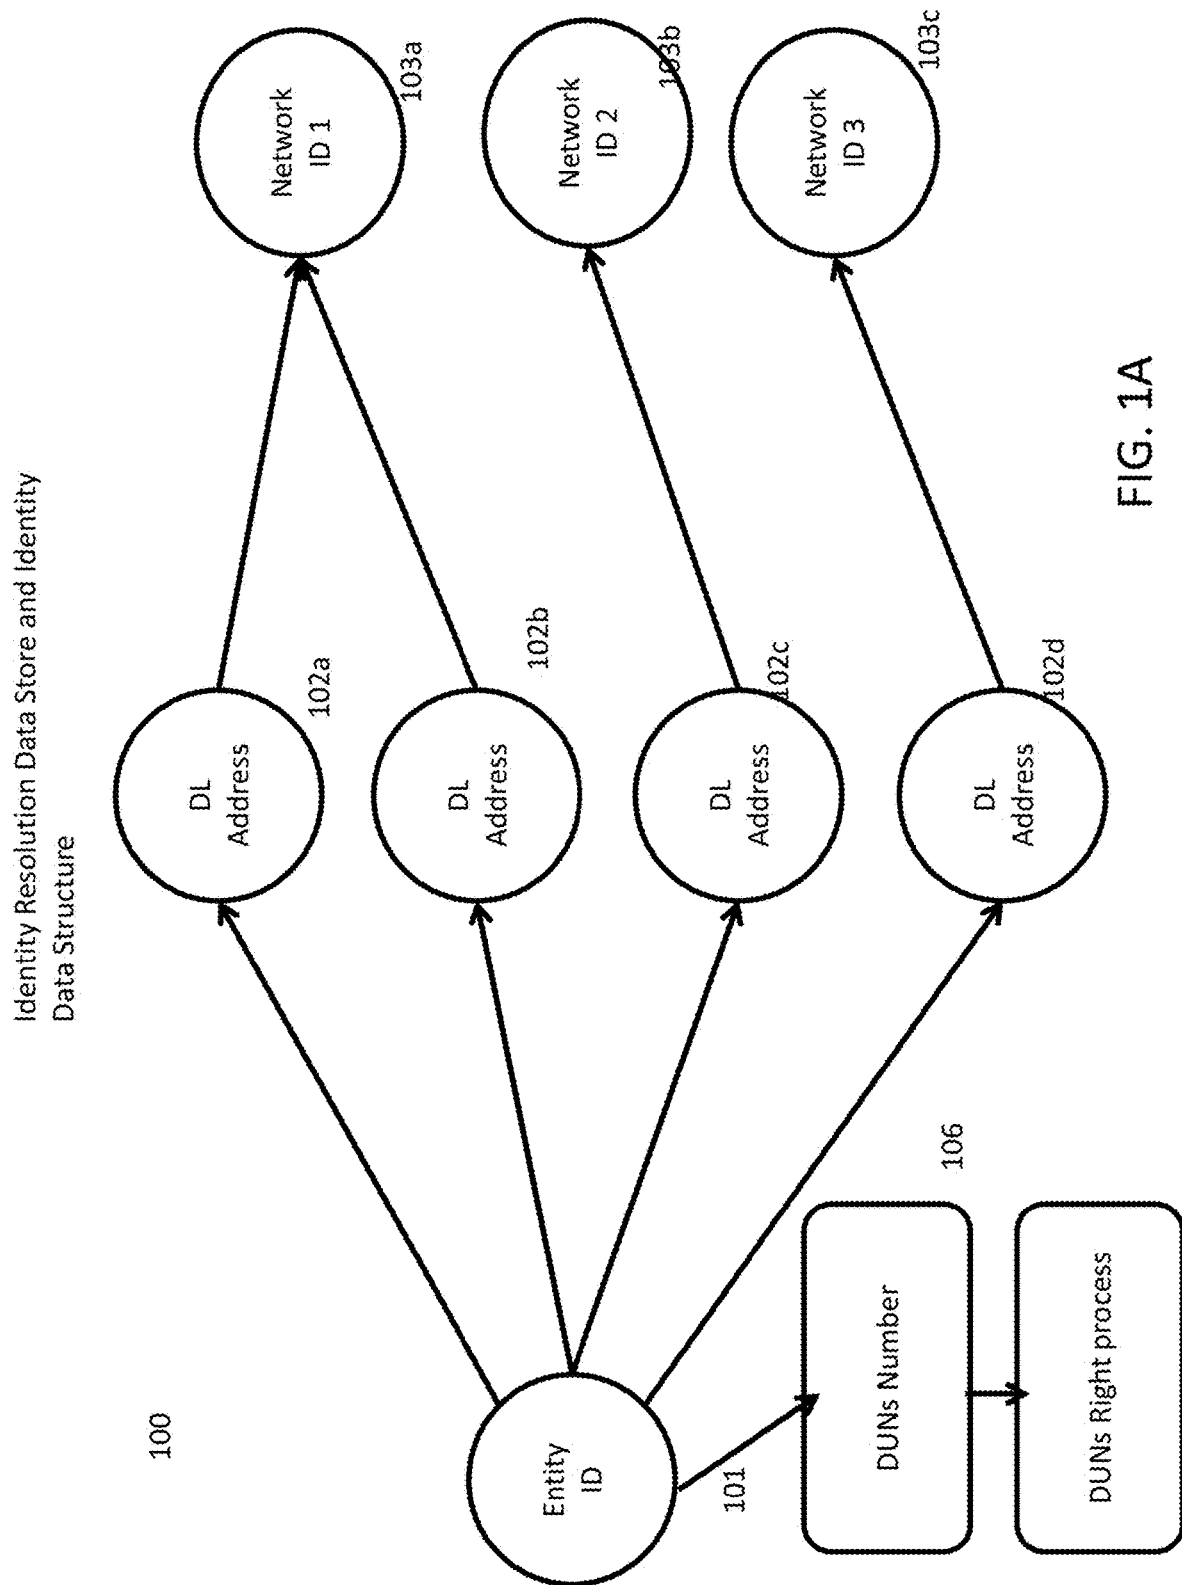 Identity Resolution Data Store and Identity
Data Structure
100
Entity
ID
101
DUNs Number
106
DUNs Right process
DL
Address
102a
DL
Address
102b
DL
Address
102c
DL
Address
102d
Network
ID 1
103a
Network
ID 2
103b
Network
ID 3
103c
FIG. 1A